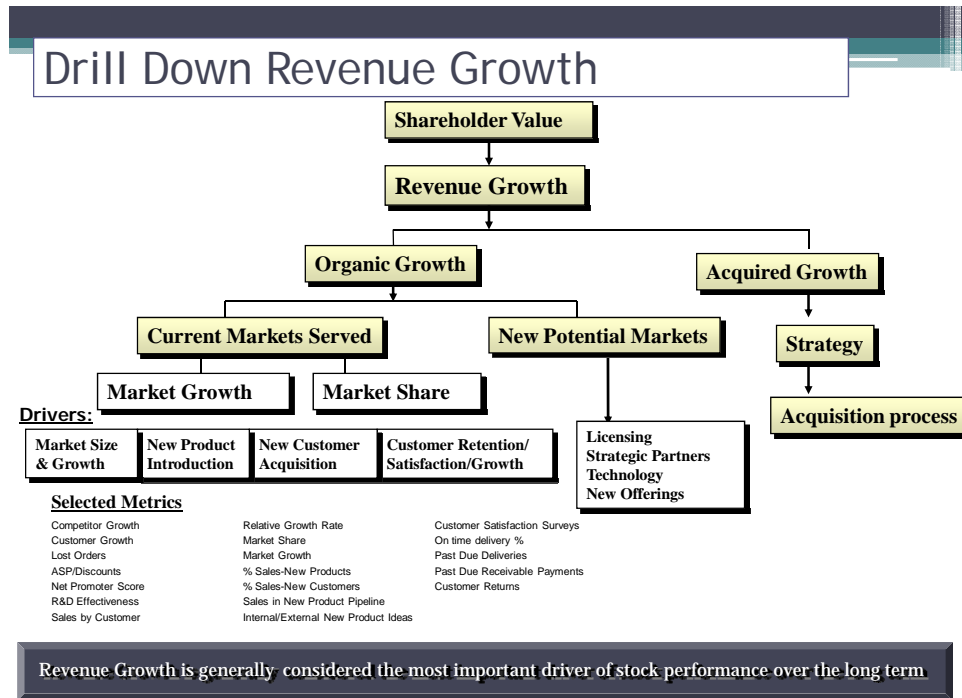 Drill Down Revenue Growth
Shareholder Value
Revenue Growth
Organic Growth
Acquired Growth
Current Markets Served
New Potential Markets
Strategy
Market Growth
Market Share
Acquisition process
Drivers:
Market Size
& Growth
New Product
Introduction
New Customer
Acquisition
Customer Retention/
Satisfaction/Growth
Licensing
Strategic Partners
Technology
New Offerings
Selected Metrics
Competitor Growth
Customer Growth
Lost Orders
ASP/Discounts
Net Promoter Score
R&D Effectiveness
Sales by Customer
Relative Growth Rate
Market Share
Market Growth
% Sales-New Products
% Sales-New Customers
Sales in New Product Pipeline
Internal/External New Product Ideas
Customer Satisfaction Surveys
On time delivery %
Past Due Deliveries
Past Due Receivable Payments
Customer Returns
Revenue Growth is generally considered the most important driver of stock performance over the long term